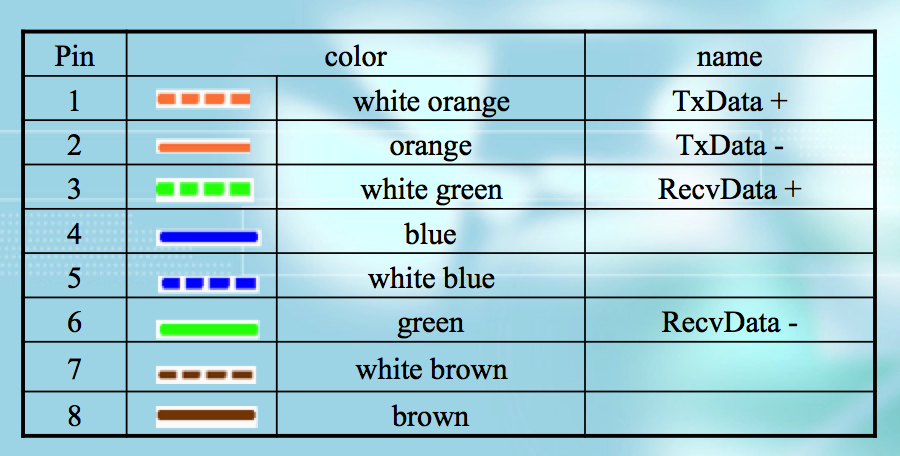 Pin color name
1 white orange TxData +
2 orange TxData -
3 white green RecvData +
4 blue
5 white blue
6 green RecvData -
7 white brown
8 brown